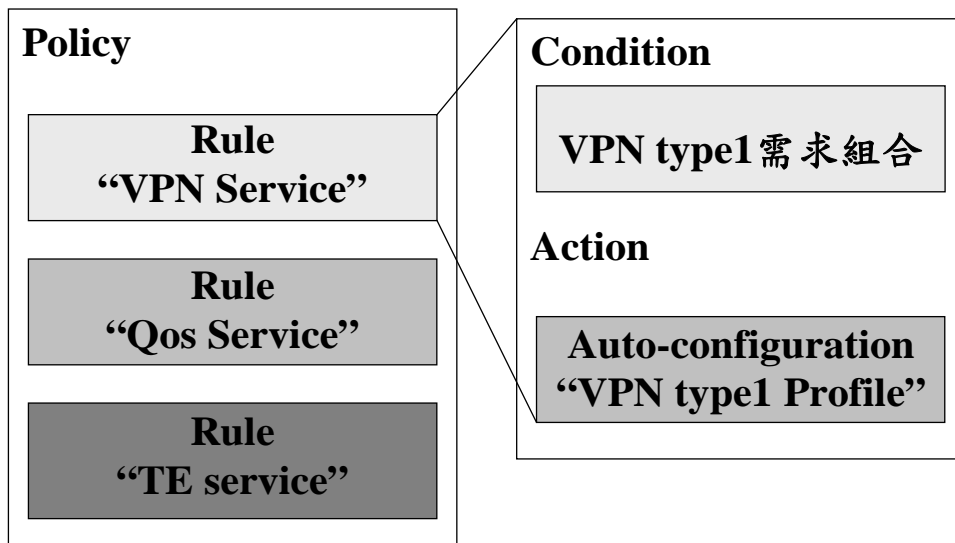 Policy
Rule
“VPN Service”
Rule
“Qos Service”
Rule
“TE service”
Condition
VPN type1需求組合
Action
Auto-configuration
“VPN type1 Profile”